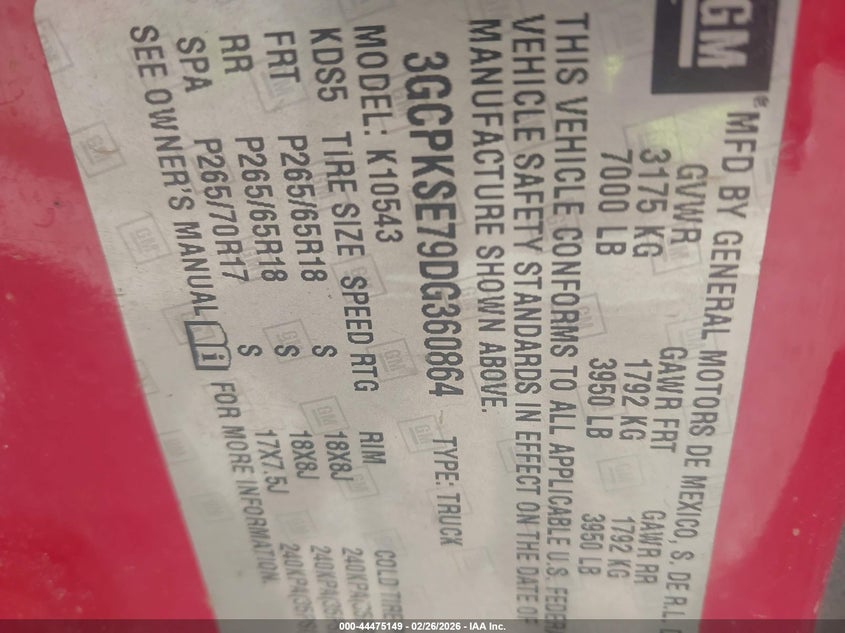 GM
®
MFD BY GENERAL MOTORS DE MEXICO, S. DE R.L.
GVWR GAWR FRT GAWR RR
3175 KG 1792 KG 1792 KG
7000 LB 3950 LB 3950 LB
THIS VEHICLE CONFORMS TO ALL APPLICABLE U.S.
VEHICLE SAFETY STANDARDS IN EFFECT ON THE DATE OF
MANUFACTURE SHOWN ABOVE.
3GCPKSE79DG360864 TYPE: TRUCK
MODEL: K10543
KDS5 TIRE SIZE SPEED RTG RIM COLD TIRE
FRT P265/65R18 S 18X8J
RR P265/65R18 S 18X8J
SPA P265/70R17 S 17X7.5J
SEE OWNER'S MANUAL i FOR MORE INFORMATION.
000-44475149 - 02/26/2026 - IAA Inc.